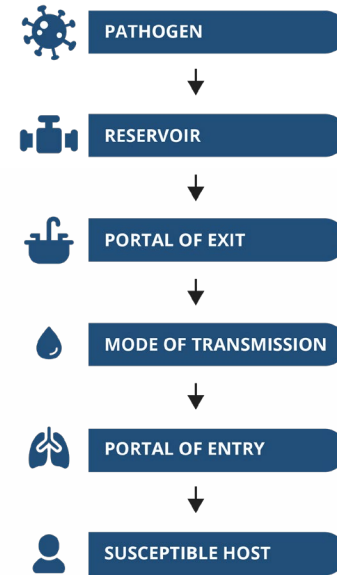 PATHOGEN
RESERVOIR
PORTAL OF EXIT
MODE OF TRANSMISSION
PORTAL OF ENTRY
SUSCEPTIBLE HOST